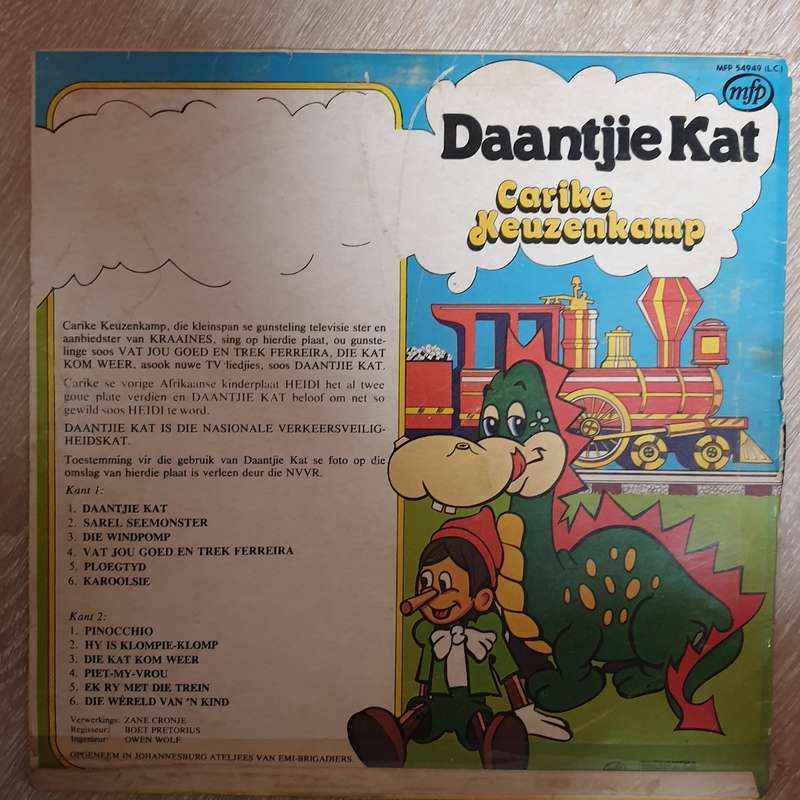 MFP 54949 (L.C.)
mfp
Daantjie Kat
Carike
Keuzenkamp
Carike Keuzenkamp, die kleinspan se gunsteling televisie ster en
aanbiedster van KRAAINES, sing op hierdie plaat, ou gunste-
linge soos VAT JOU GOED EN TREK FERREIRA, DIE KAT
KOM WEER, asook nuwe TV liedjies, soos DAANTJIE KAT.
Carike se vorige Afrikaanse kinderplaat HEIDI het al twee
goue plate verdien en DAANTJIE KAT beloof om net so
gewild soos HEIDI te word.
DAANTJIE KAT IS DIE NASIONALE VERKEERSVEILIG-
HEIDSKAT.
Toestemming vir die gebruik van Daantjie Kat se foto op die
omslag van hierdie plaat is verleen deur die NVVR.
Kant 1:
1. DAANTJIE KAT
2. SAREL SEEMONSTER
3. DIE WINDPOMP
4. VAT JOU GOED EN TREK FERREIRA
5. PLOEGTYD
6. KAROOLSIE
Kant 2:
1. PINOCCHIO
2. HY IS KLOMPIE-KLOMP
3. DIE KAT KOM WEER
4. PIET-MY-VROU
5. EK RY MET DIE TREIN
6. DIE WÊRELD VAN 'N KIND
Verwerkings: ZANE CRONJE
Regisseur: BOET PRETORIUS
Ingenieur: OWEN WOLF
OPGENEEM IN JOHANNESBURG ATELJEES VAN EMI-BRIGADIERS.